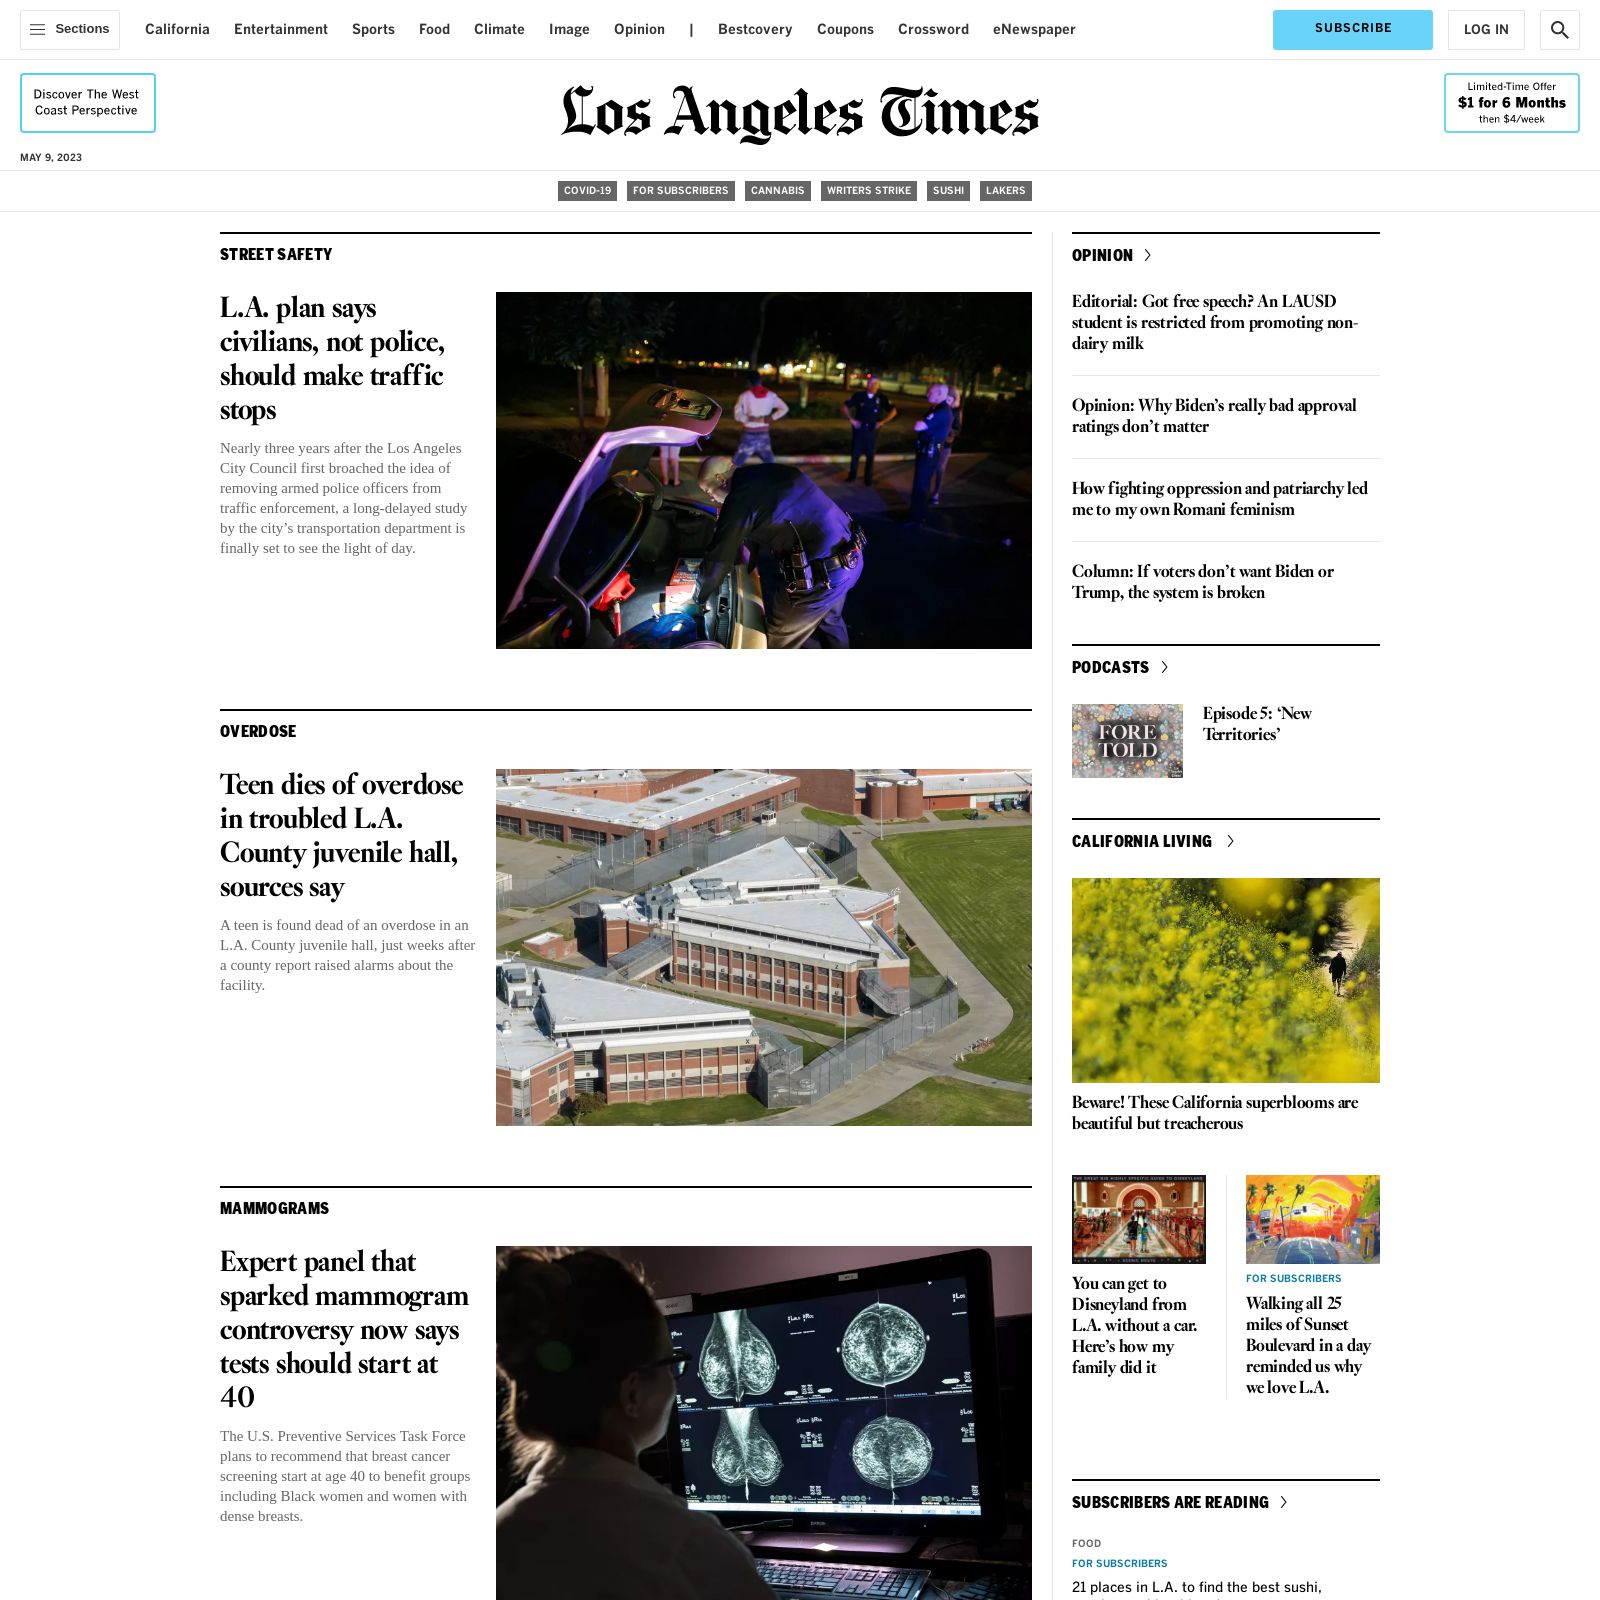 Sections
California
Entertainment
Sports
Food
Climate
Image
Opinion
|
Bestcovery
Coupons
Crossword
eNewspaper
SUBSCRIBE
LOG IN
Discover The West
Coast Perspective
Los Angeles Times
Limited-Time Offer
$1 for 6 Months
then $4/week
MAY 9, 2023
COVID-19
FOR SUBSCRIBERS
CANNABIS
WRITERS STRIKE
SUSHI
LAKERS
STREET SAFETY
L.A. plan says
civilians, not police,
should make traffic
stops
Nearly three years after the Los Angeles
City Council first broached the idea of
removing armed police officers from
traffic enforcement, a long-delayed study
by the city’s transportation department is
finally set to see the light of day.
OVERDOSE
Teen dies of overdose
in troubled L.A.
County juvenile hall,
sources say
A teen is found dead of an overdose in an
L.A. County juvenile hall, just weeks after
a county report raised alarms about the
facility.
MAMMOGRAMS
Expert panel that
sparked mammogram
controversy now says
tests should start at
40
The U.S. Preventive Services Task Force
plans to recommend that breast cancer
screening start at age 40 to benefit groups
including Black women and women with
dense breasts.
OPINION
Editorial: Got free speech? An LAUSD
student is restricted from promoting non-
dairy milk
Opinion: Why Biden’s really bad approval
ratings don’t matter
How fighting oppression and patriarchy led
me to my own Romani feminism
Column: If voters don’t want Biden or
Trump, the system is broken
PODCASTS
FORE
TOLD
Episode 5: ‘New
Territories’
CALIFORNIA LIVING
Beware! These California superblooms are
beautiful but treacherous
THE GREAT BIG HIGHLY SPECIFIC GUIDE TO DISNEYLAND
SCENIC ROUTE
You can get to
Disneyland from
L.A. without a car.
Here’s how my
family did it
FOR SUBSCRIBERS
Walking all 25
miles of Sunset
Boulevard in a day
reminded us why
we love L.A.
SUBSCRIBERS ARE READING
FOOD
FOR SUBSCRIBERS
21 places in L.A. to find the best sushi,